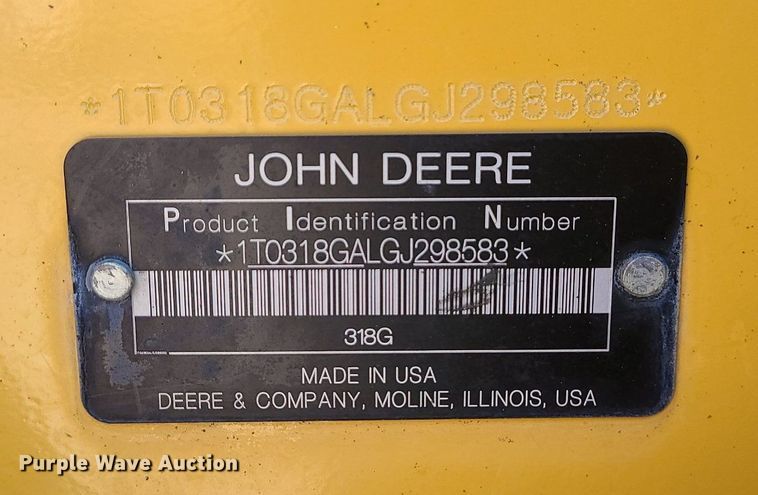 *1T0318GALGJ298583*
JOHN DEERE
Product Identification Number
*1T0318GALGJ298583*
318G
MADE IN USA
DEERE & COMPANY, MOLINE, ILLINOIS, USA
Purple Wave Auction